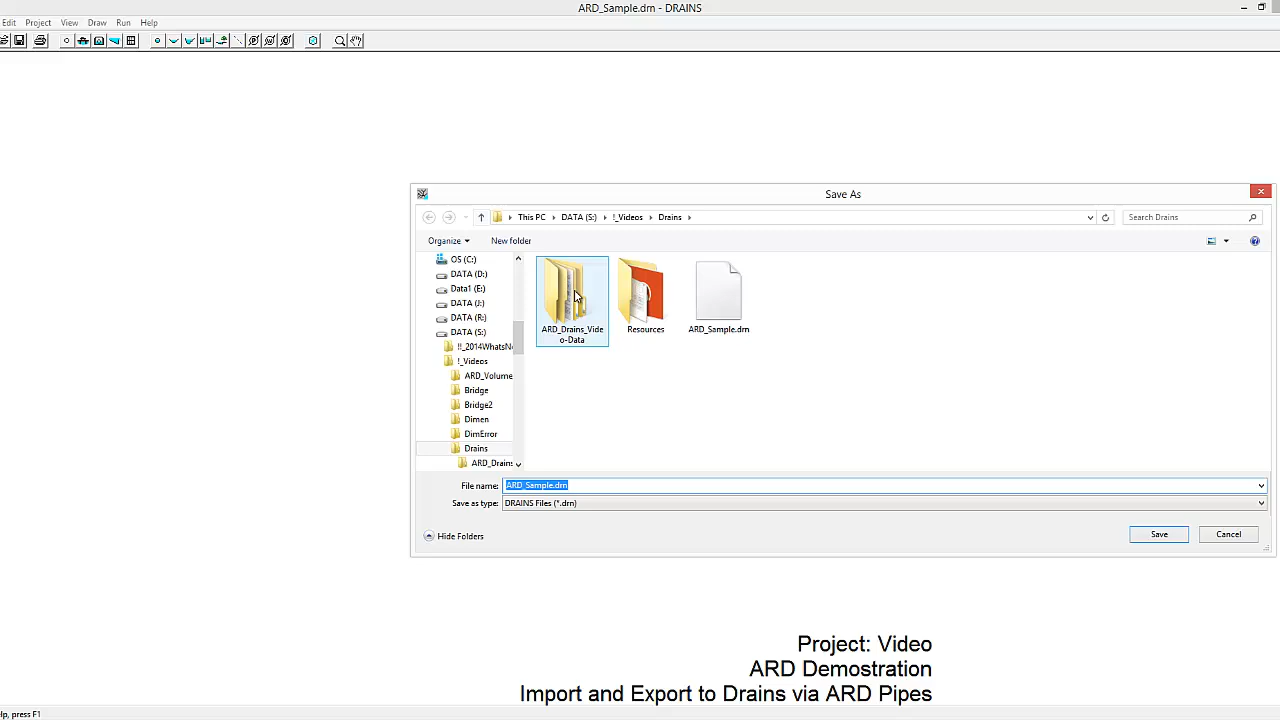 ARD_Sample.drn - DRAINS
Edit Project View Draw Run Help
Save As
This PC DATA (S:) !_Videos Drains
Search Drains
Organize New folder
OS (C:)
DATA (D:)
Data1 (E:)
DATA (J:)
DATA (R:)
DATA (S:)
!!_2014WhatsN
!_Videos
ARD_Volume
Bridge
Bridge2
Dimen
DimError
Drains
ARD_Drains
ARD_Drains_Vide
o-Data
Resources
ARD_Sample.drn
File name: ARD_Sample.drn
Save as type: DRAINS Files (*.drn)
Hide Folders
Save Cancel
Project: Video
ARD Demostration
Import and Export to Drains via ARD Pipes
lp, press F1